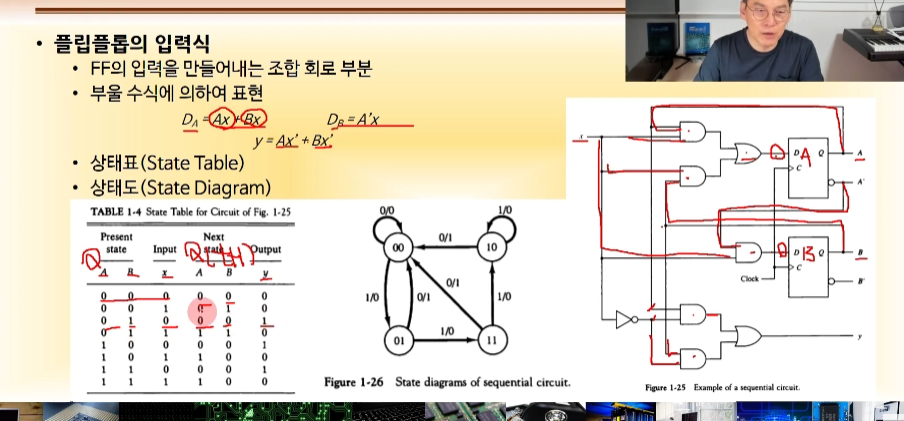 • 플립플롭의 입력식
• FF의 입력을 만들어내는 조합 회로 부분
• 부울 수식에 의하여 표현
D_A = Ax + Bx D_B = A'x
y = Ax' + Bx'
• 상태표(State Table)
• 상태도(State Diagram)
TABLE 1-4 State Table for Circuit of Fig. 1-25
Present state Input Next state Output
Q Q(t+1)
A B x A B y
0 0 0 0 0 0
0 0 1 0 1 0
0 1 0 0 0 1
0 1 1 1 1 0
1 0 0 0 0 1
1 0 1 1 0 0
1 1 0 0 0 1
1 1 1 1 0 0
0/0 1/0
00 0/1 10
1/0 0/1 0/1 1/0
01 1/0 11
Figure 1-26 State diagrams of sequential circuit.
x
D A Q A
C A'
D B Q B
Clock C B'
y
Figure 1-25 Example of a sequential circuit.